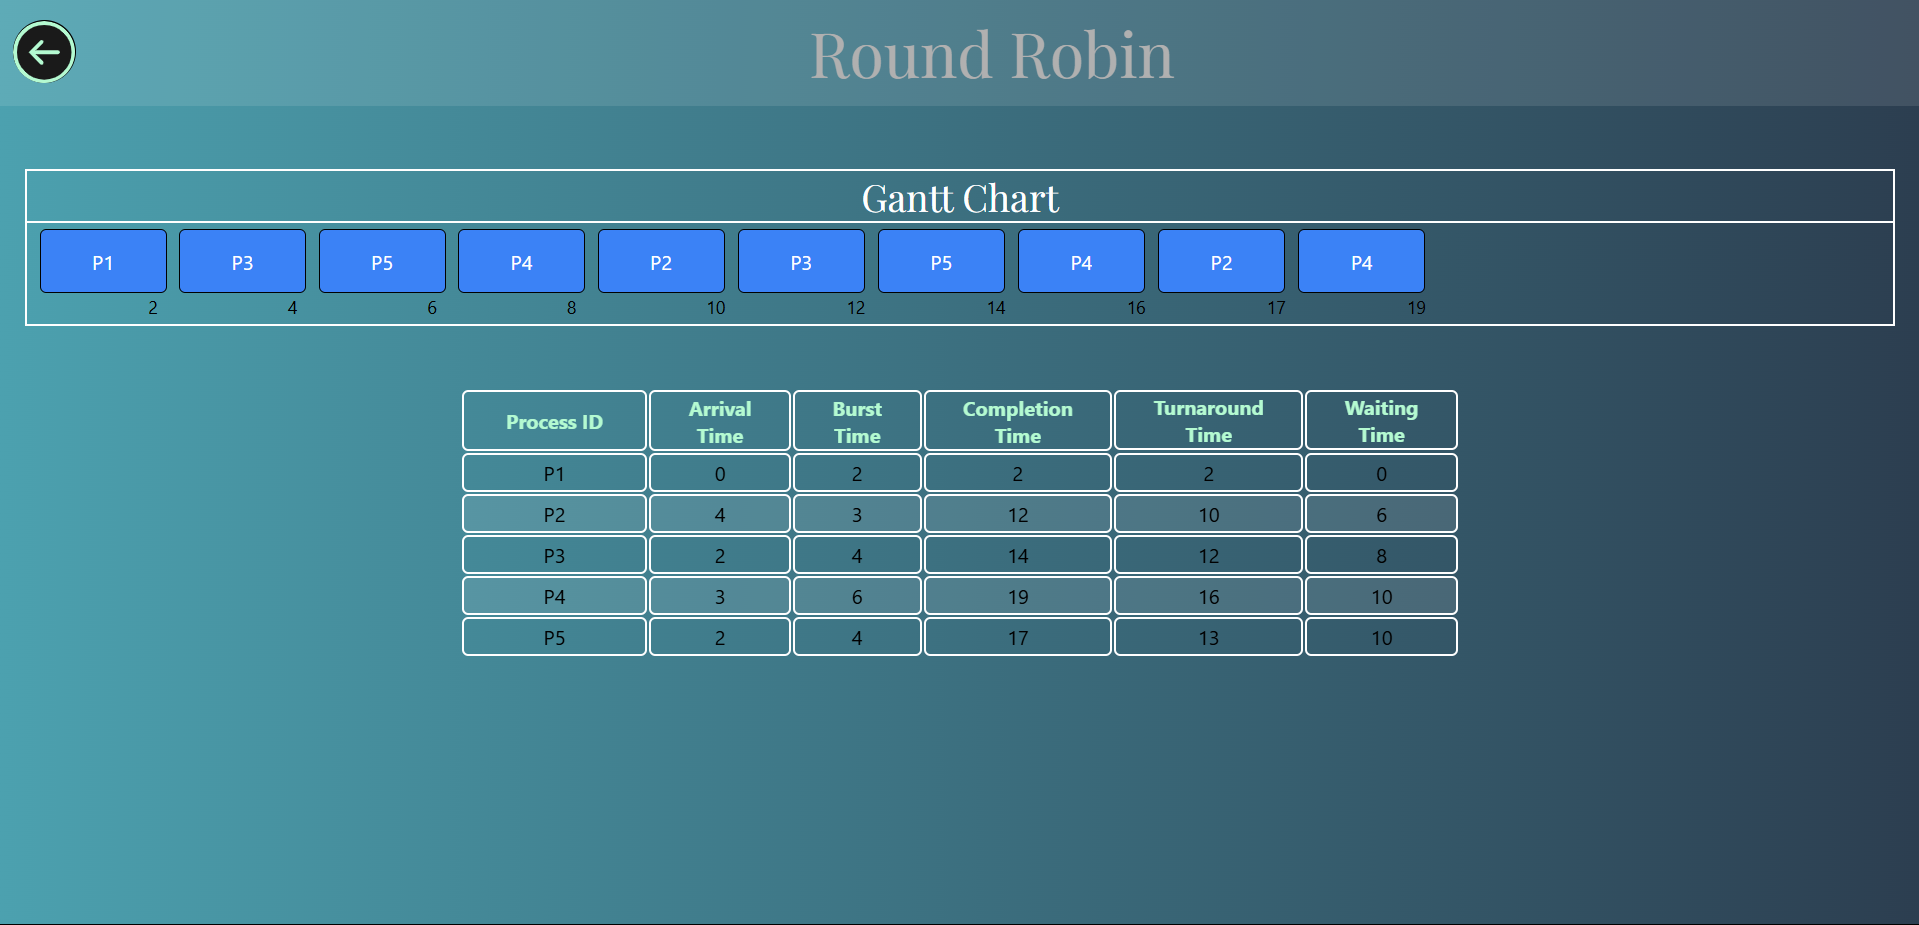 Round Robin
Gantt Chart
P1 P3 P5 P4 P2 P3 P5 P4 P2 P4
2 4 6 8 10 12 14 16 17 19
Process ID Arrival Time Burst Time Completion Time Turnaround Time Waiting Time
P1 0 2 2 2 0
P2 4 3 12 10 6
P3 2 4 14 12 8
P4 3 6 19 16 10
P5 2 4 17 13 10